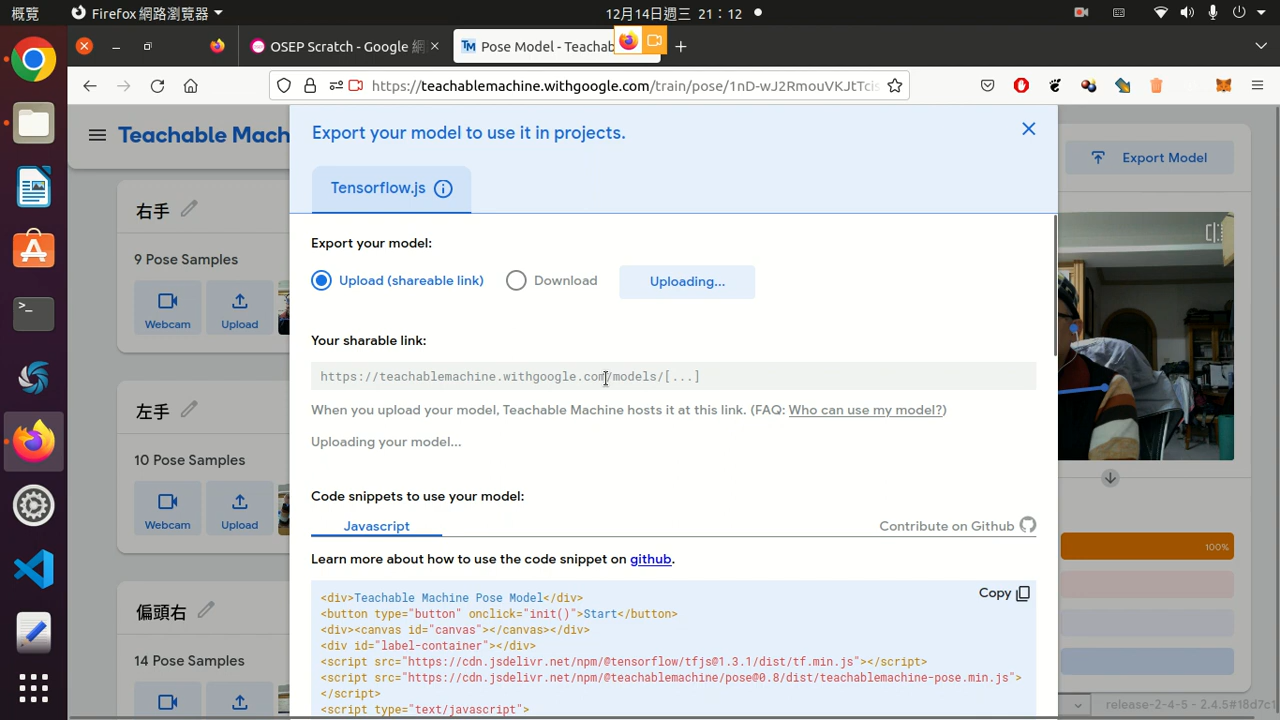 概覽
Firefox 網路瀏覽器
12月14日週三 21:12
OSEP Scratch - Google 網
Pose Model - Teachab
https://teachablemachine.withgoogle.com/train/pose/1nD-wJ2RmouVKJtTcis
Teachable Mach
Export your model to use it in projects.
Export Model
Tensorflow.js
右手
Export your model:
9 Pose Samples
Upload (shareable link)
Download
Uploading...
Webcam
Upload
Your sharable link:
https://teachablemachine.withgoogle.com/models/[...]
左手
When you upload your model, Teachable Machine hosts it at this link. (FAQ: Who can use my model?)
Uploading your model...
10 Pose Samples
Code snippets to use your model:
Webcam
Upload
Javascript
Contribute on Github
100%
Learn more about how to use the code snippet on github.
偏頭右
Copy
<div>Teachable Machine Pose Model</div>
<button type="button" onclick="init()">Start</button>
<div><canvas id="canvas"></canvas></div>
<div id="label-container"></div>
14 Pose Samples
<script src="https://cdn.jsdelivr.net/npm/@tensorflow/tfjs@1.3.1/dist/tf.min.js"></script>
<script src="https://cdn.jsdelivr.net/npm/@teachablemachine/pose@0.8/dist/teachablemachine-pose.min.js">
</script>
<script type="text/javascript">
release-2-4-5 - 2.4.5#18d7c1